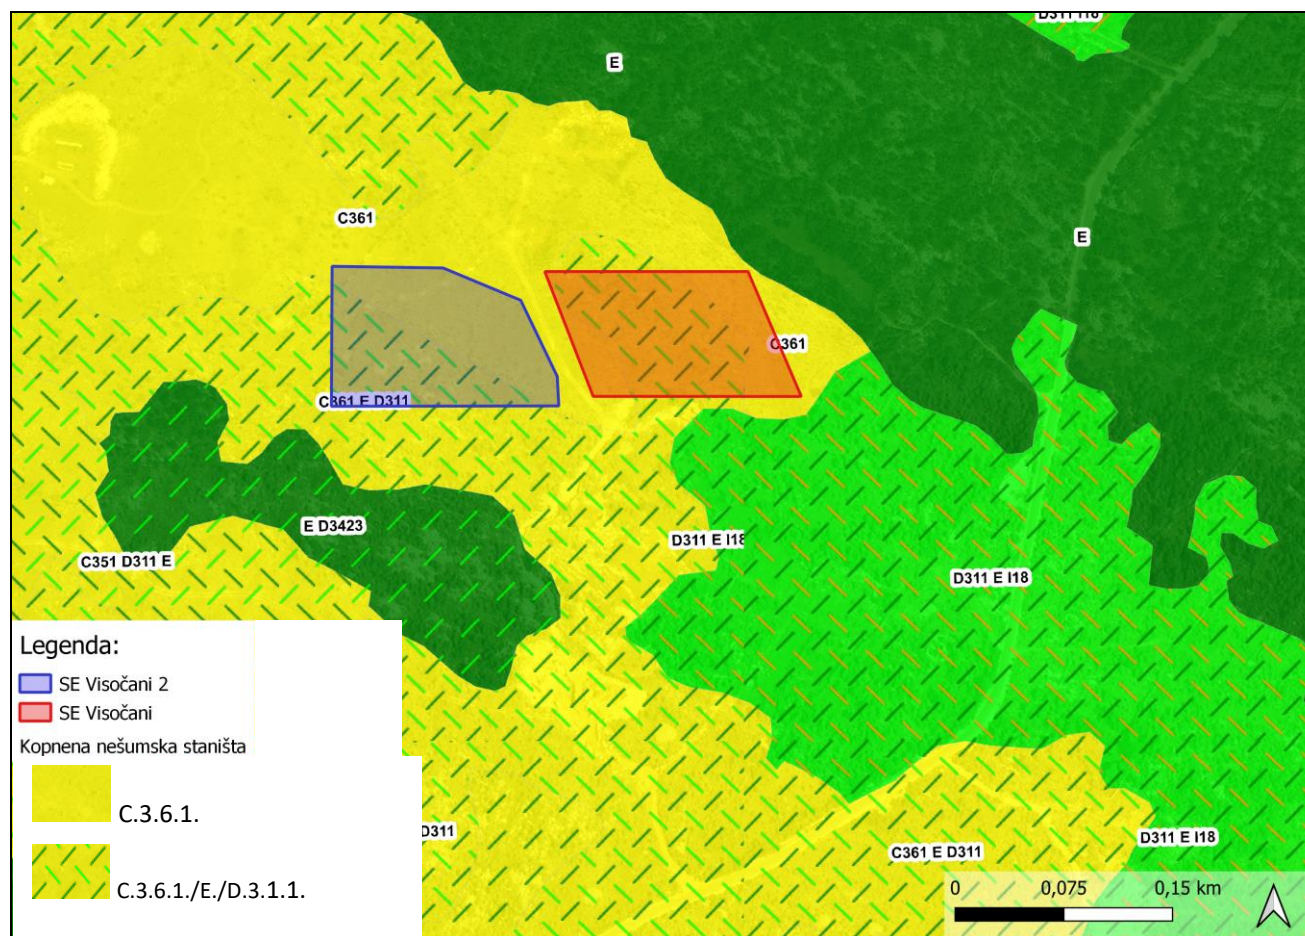 D311 I18
E
C361
E
C361
C361 E D311
E D3423
D311 E I18
C351 D311 E
D311 E I18
Legenda:
SE Visočani 2
SE Visočani
Kopnena nešumska staništa
C.3.6.1.
D311
D311 E I18
C361 E D311
C.3.6.1./E./D.3.1.1.
0 0,075 0,15 km